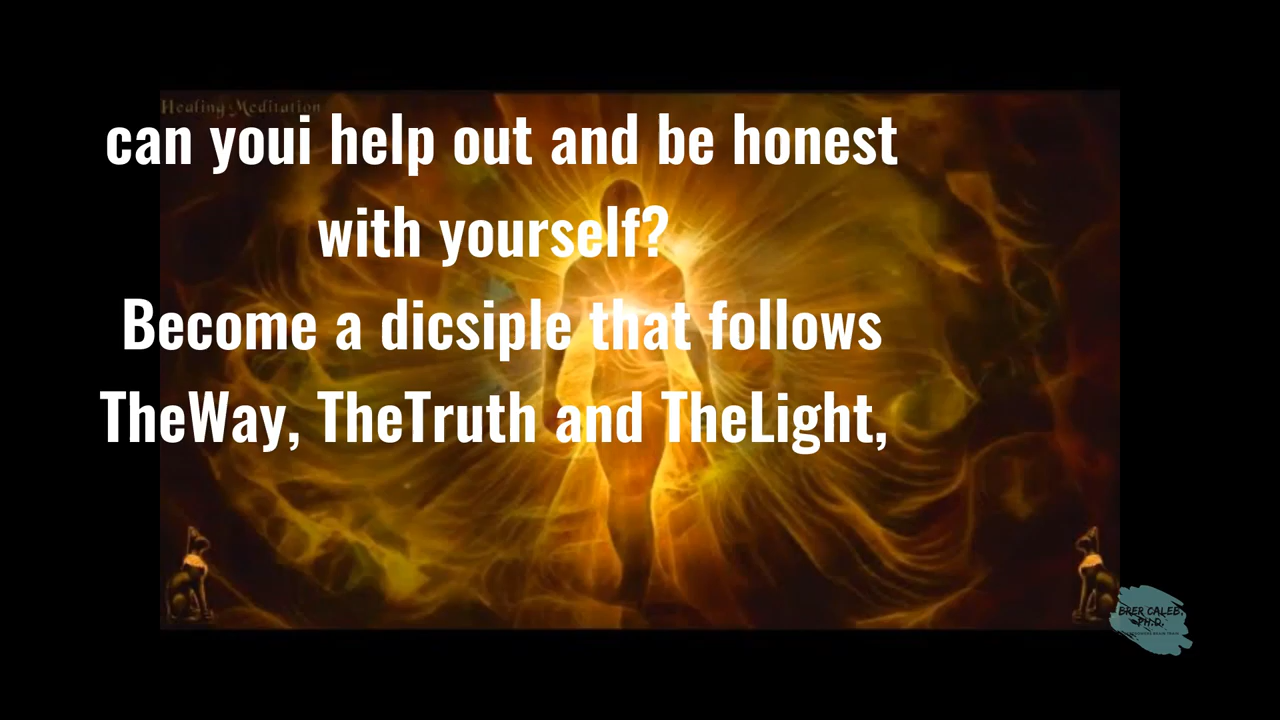 Healing Meditation
can youi help out and be honest
with yourself?
Become a dicsiple that follows
TheWay, TheTruth and TheLight,
BRER CALEB,
PH.D.